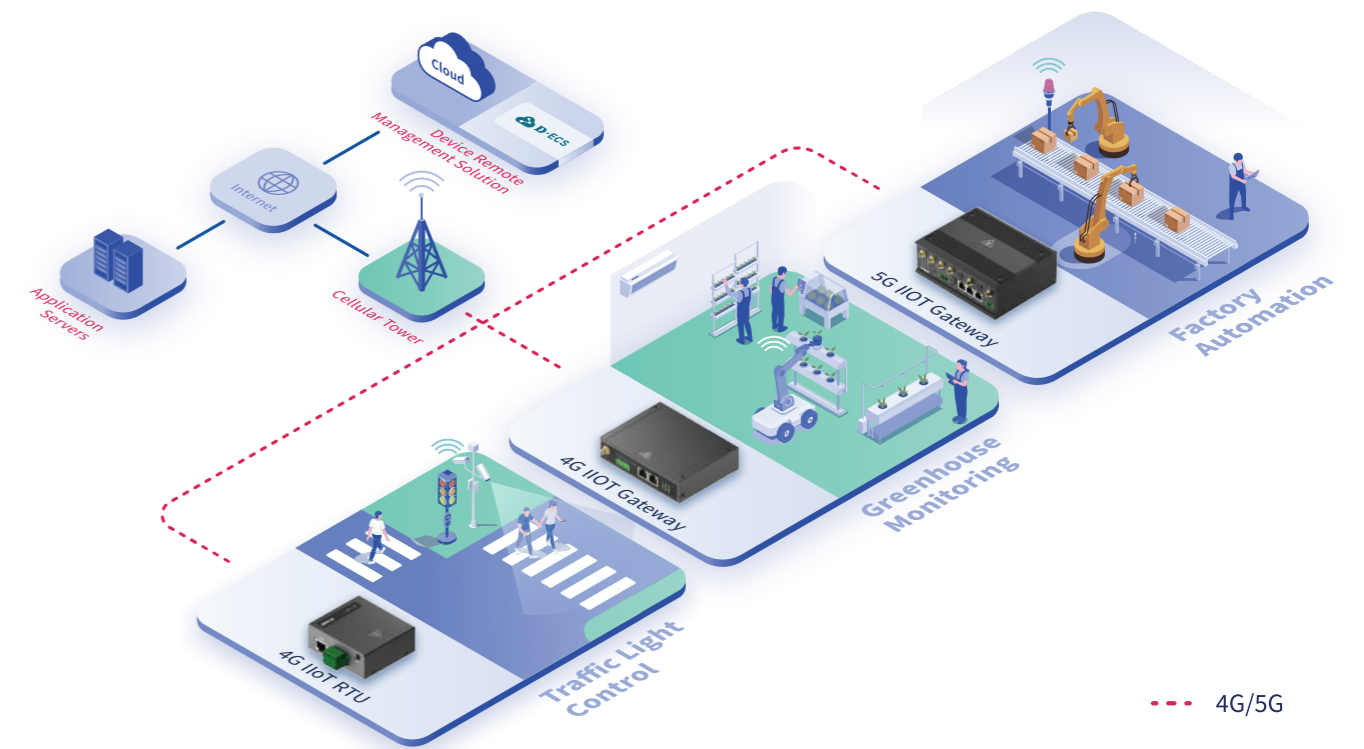 Cloud
D-ECS
Device Remote
Management Solution
Internet
Application
Servers
Cellular Tower
5G IIOT Gateway
Factory
Automation
4G IIOT Gateway
Greenhouse
Monitoring
4G IIoT RTU
Traffic Light
Control
4G/5G